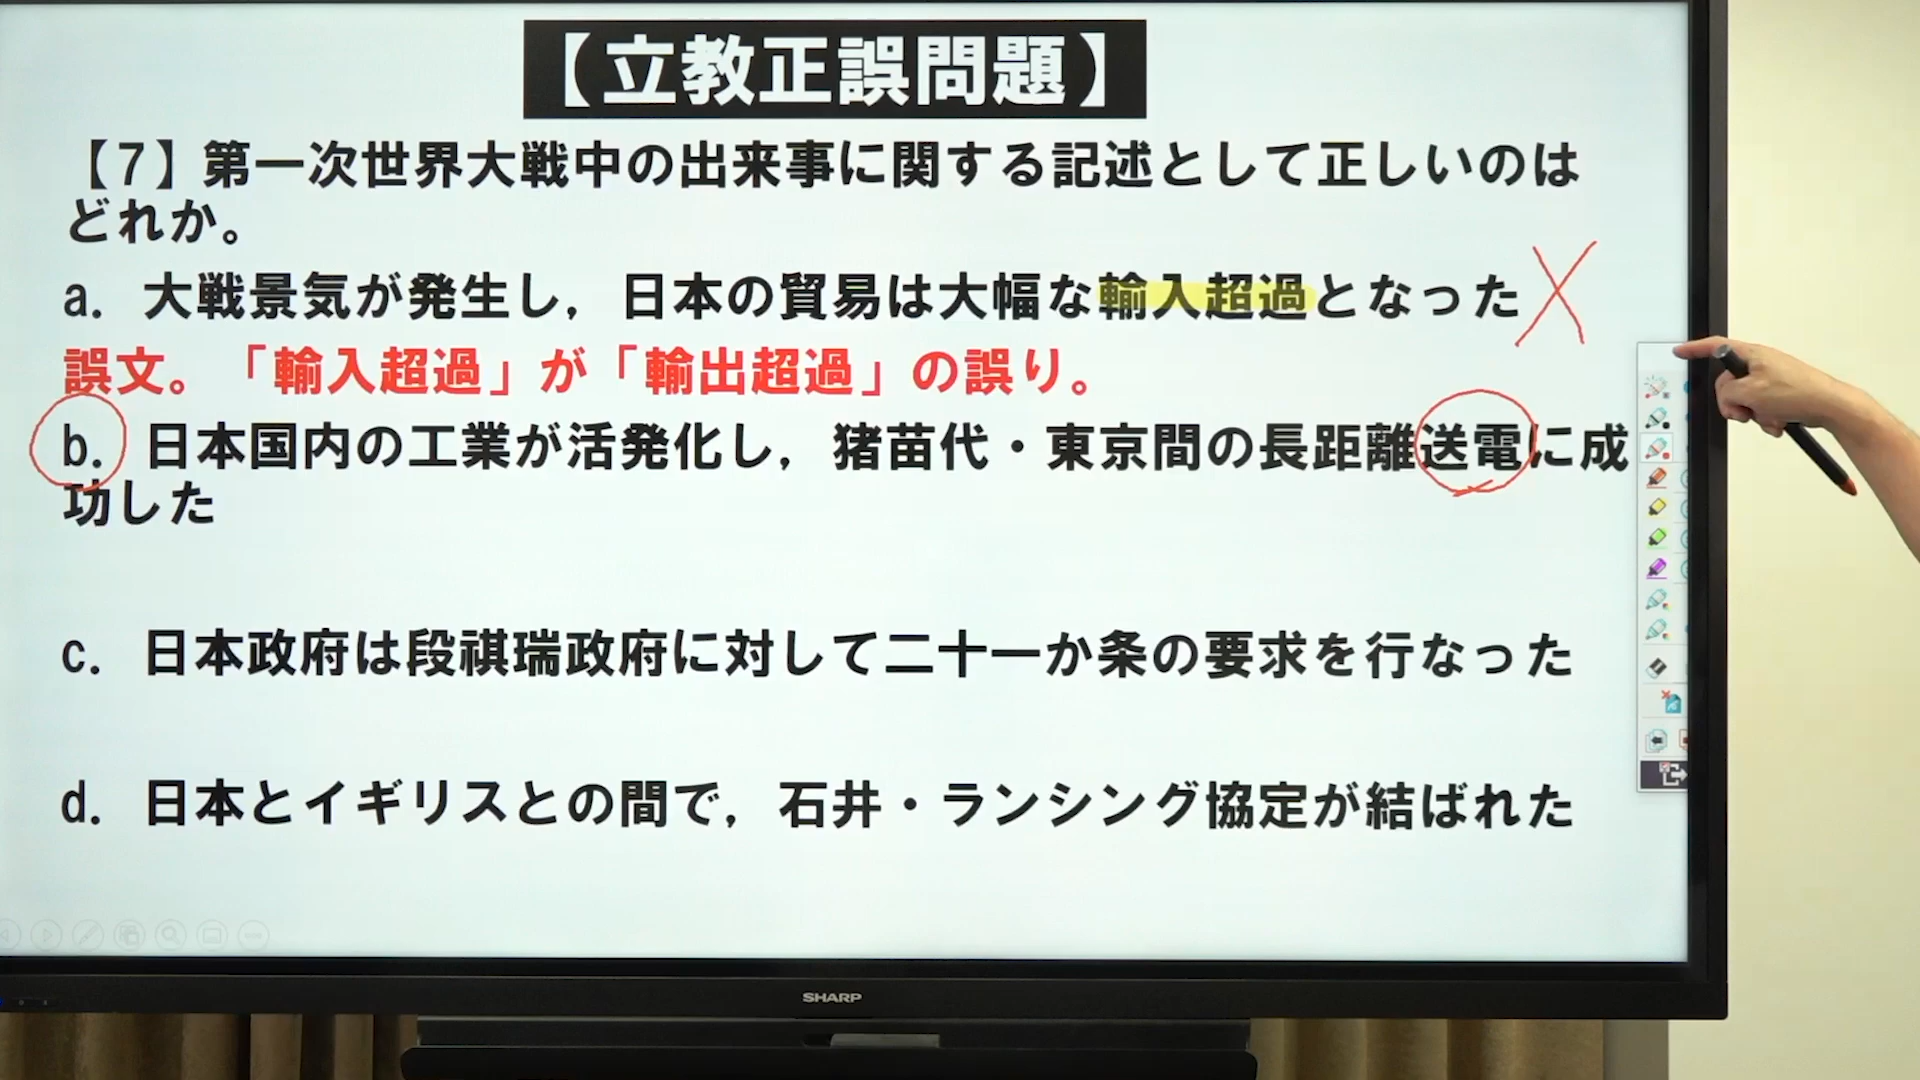 【立教正誤問題】
【7】第一次世界大戦中の出来事に関する記述として正しいのは
どれか。
a. 大戦景気が発生し，日本の貿易は大幅な輸入超過となった
誤文。「輸入超過」が「輸出超過」の誤り。
b. 日本国内の工業が活発化し，猪苗代・東京間の長距離送電に成
功した
c. 日本政府は段祺瑞政府に対して二十一か条の要求を行なった
d. 日本とイギリスとの間で，石井・ランシング協定が結ばれた
SHARP